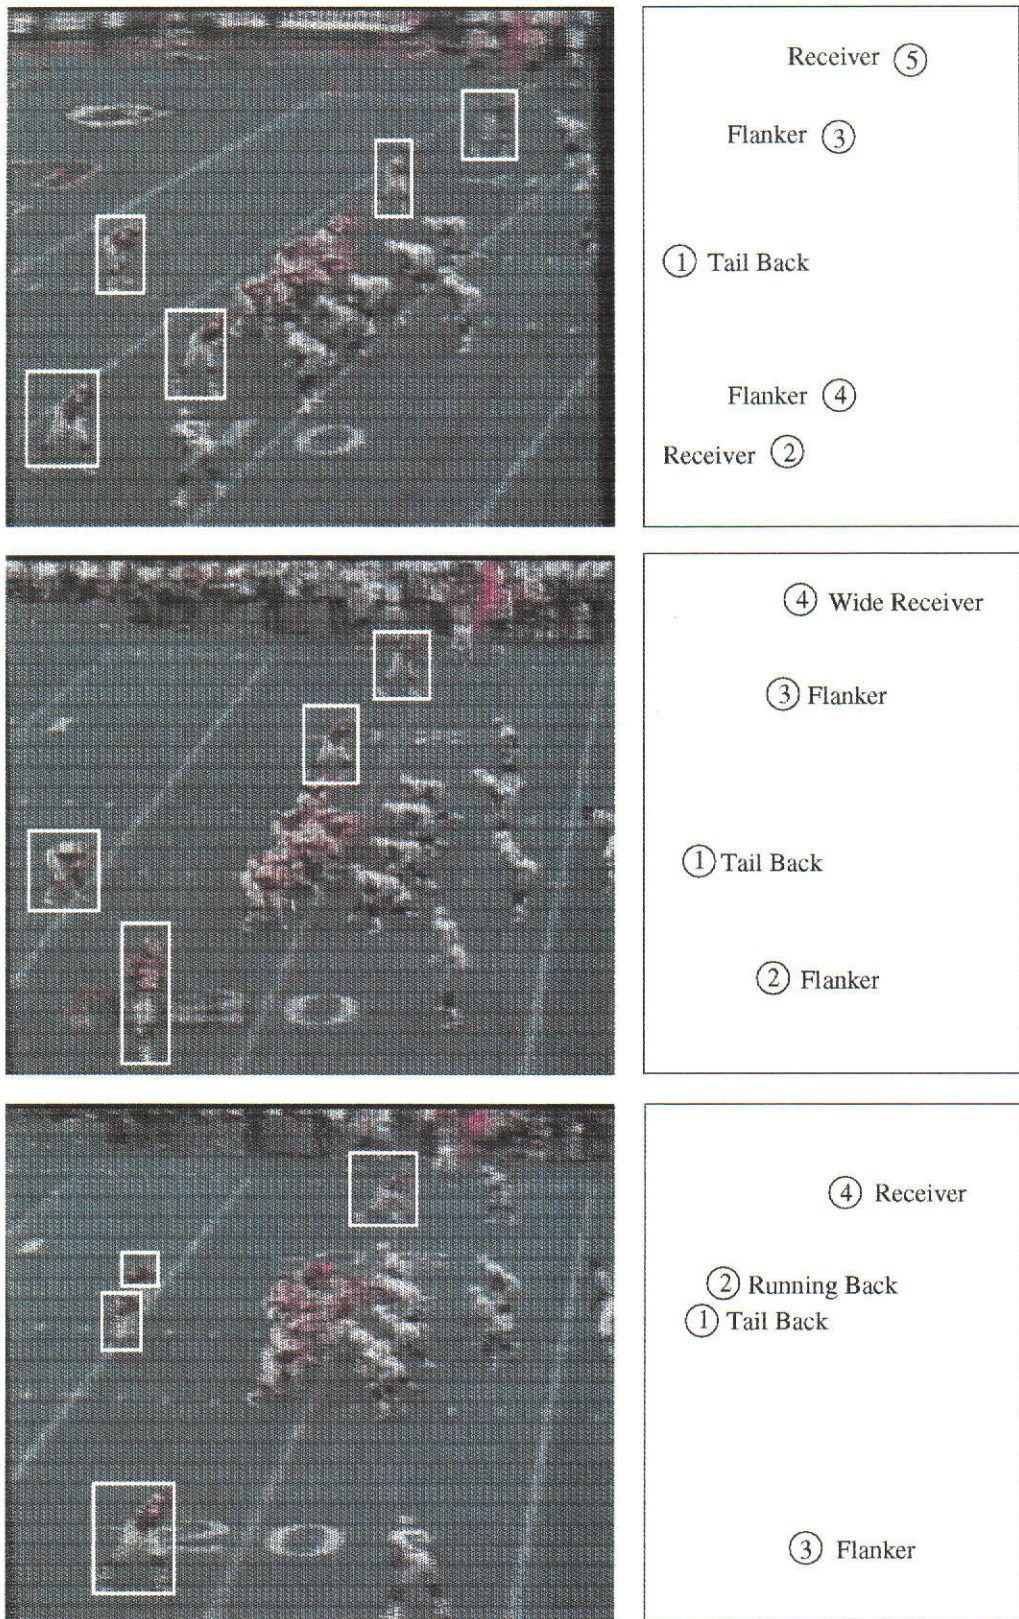 Receiver 5
Flanker 3
1 Tail Back
Flanker 4
Receiver 2
4 Wide Receiver
3 Flanker
1 Tail Back
2 Flanker
4 Receiver
2 Running Back
1 Tail Back
3 Flanker